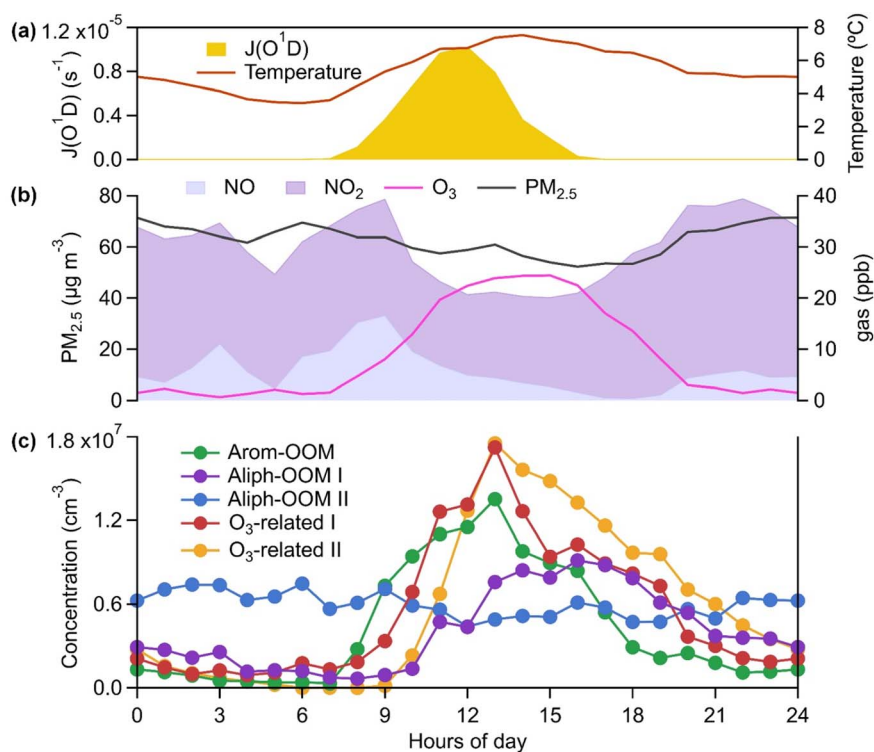 (a)
1.2 x10⁻⁵
0.8
0.4
0.0
J(O¹D) (s⁻¹)
J(O¹D)
Temperature
8
6
4
2
0
Temperature (ºC)
(b)
NO
NO₂
O₃
PM₂.₅
80
60
40
20
0
PM₂.₅ (µg m⁻³)
40
30
20
10
0
gas (ppb)
(c)
1.8 x10⁷
1.2
0.6
0.0
Concentration (cm⁻³)
Arom-OOM
Aliph-OOM I
Aliph-OOM II
O₃-related I
O₃-related II
0 3 6 9 12 15 18 21 24
Hours of day